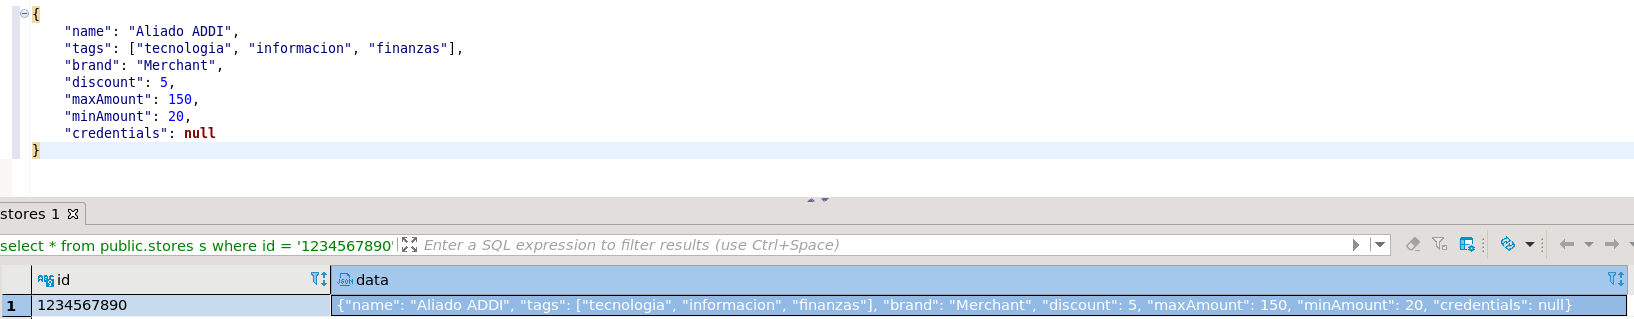 {
"name": "Aliado ADDI",
"tags": ["tecnologia", "informacion", "finanzas"],
"brand": "Merchant",
"discount": 5,
"maxAmount": 150,
"minAmount": 20,
"credentials": null
}
stores 1
select * from public.stores s where id = '1234567890' Enter a SQL expression to filter results (use Ctrl+Space)
ABC id JSON data
1 1234567890 {"name": "Aliado ADDI", "tags": ["tecnologia", "informacion", "finanzas"], "brand": "Merchant", "discount": 5, "maxAmount": 150, "minAmount": 20, "credentials": null}